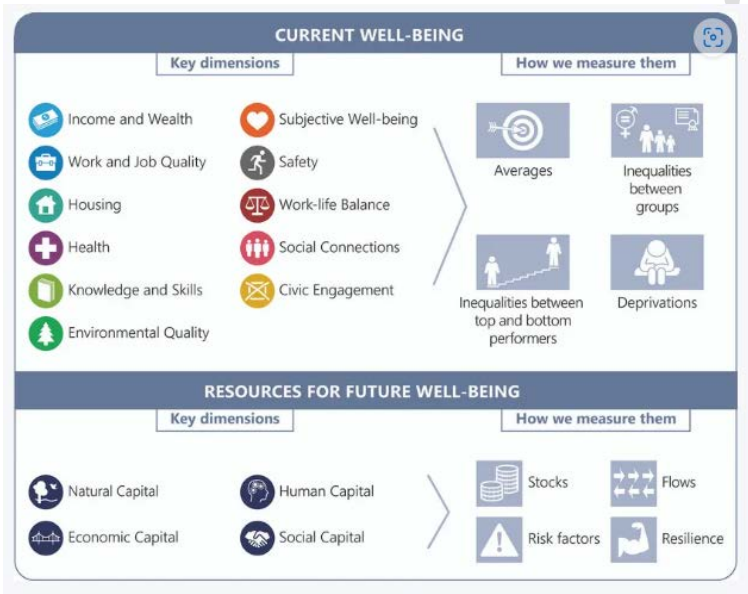 CURRENT WELL-BEING
Key dimensions
Income and Wealth
Work and Job Quality
Housing
Health
Knowledge and Skills
Environmental Quality
Subjective Well-being
Safety
Work-life Balance
Social Connections
Civic Engagement
How we measure them
Averages
Inequalities
between
groups
Inequalities between
top and bottom
performers
Deprivations
RESOURCES FOR FUTURE WELL-BEING
Key dimensions
Natural Capital
Economic Capital
Human Capital
Social Capital
How we measure them
Stocks
Flows
Risk factors
Resilience